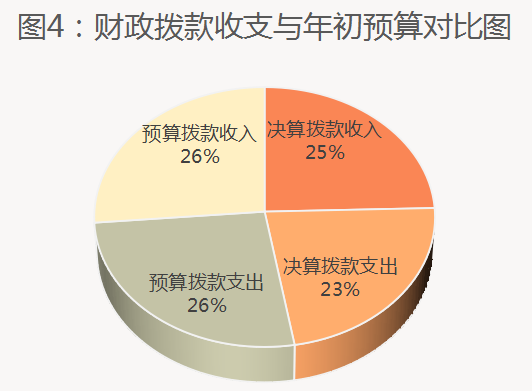 图4：财政拨款收支与年初预算对比图
预算拨款收入
26%
决算拨款收入
25%
预算拨款支出
26%
决算拨款支出
23%